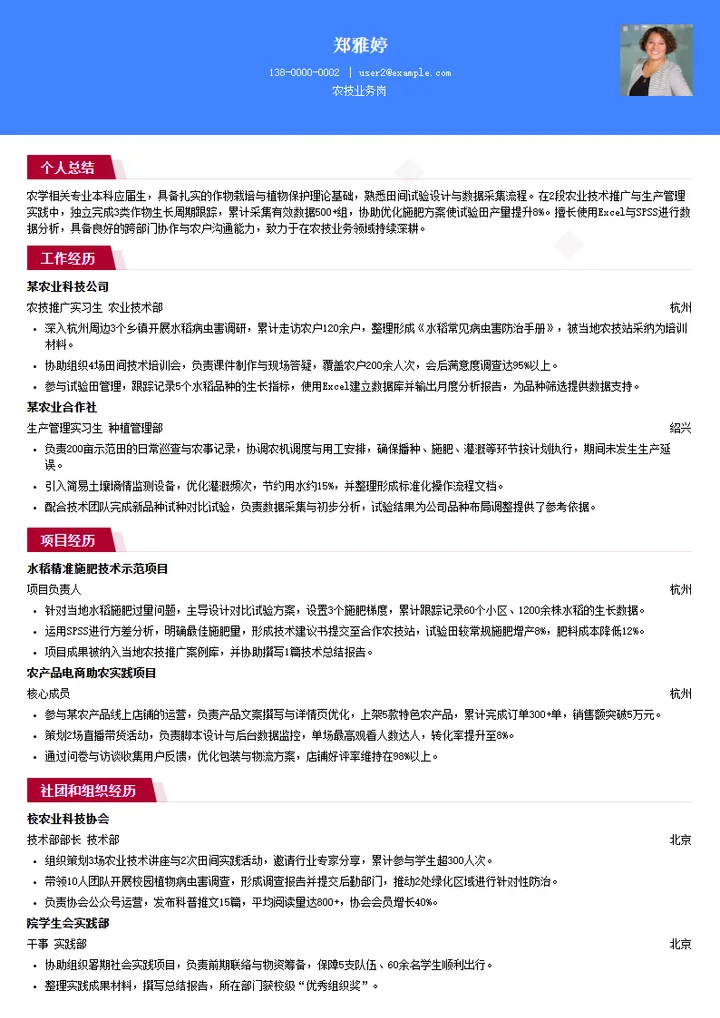 郑雅婷
138-0000-0002 | user2@example.com
农技业务岗
个人总结
农学相关专业本科应届生，具备扎实的作物栽培与植物保护理论基础，熟悉田间试验设计与数据采集流程。在2段农业技术推广与生产管理
实践中，独立完成3类作物生长周期跟踪，累计采集有效数据500+组，协助优化施肥方案使试验田产量提升8%。擅长使用Excel与SPSS进行数
据分析，具备良好的跨部门协作与农户沟通能力，致力于在农技业务领域持续深耕。
工作经历
某农业科技公司
农技推广实习生 农业技术部 杭州
• 深入杭州周边3个乡镇开展水稻病虫害调研，累计走访农户120余户，整理形成《水稻常见病虫害防治手册》，被当地农技站采纳为培训
材料。
• 协助组织4场田间技术培训会，负责课件制作与现场答疑，覆盖农户200余人次，会后满意度调查达95%以上。
• 参与试验田管理，跟踪记录5个水稻品种的生长指标，使用Excel建立数据库并输出月度分析报告，为品种筛选提供数据支持。
某农业合作社
生产管理实习生 种植管理部 绍兴
• 负责200亩示范田的日常巡查与农事记录，协调农机调度与用工安排，确保播种、施肥、灌溉等环节按计划执行，期间未发生生产延
误。
• 引入简易土壤墒情监测设备，优化灌溉频次，节约用水约15%，并整理形成标准化操作流程文档。
• 配合技术团队完成新品种试种对比试验，负责数据采集与初步分析，试验结果为公司品种布局调整提供了参考依据。
项目经历
水稻精准施肥技术示范项目
项目负责人 杭州
• 针对当地水稻施肥过量问题，主导设计对比试验方案，设置3个施肥梯度，累计跟踪记录60个小区、1200余株水稻的生长数据。
• 运用SPSS进行方差分析，明确最佳施肥量，形成技术建议书提交至合作农技站，试验田较常规施肥增产8%，肥料成本降低12%。
• 项目成果被纳入当地农技推广案例库，并协助撰写1篇技术总结报告。
农产品电商助农实践项目
核心成员 杭州
• 参与某农产品线上店铺的运营，负责产品文案撰写与详情页优化，上架5款特色农产品，累计完成订单300+单，销售额突破5万元。
• 策划2场直播带货活动，负责脚本设计与后台数据监控，单场最高观看人数达人，转化率提升至8%。
• 通过问卷与访谈收集用户反馈，优化包装与物流方案，店铺好评率维持在98%以上。
社团和组织经历
校农业科技协会
技术部部长 技术部 北京
• 组织策划3场农业技术讲座与2次田间实践活动，邀请行业专家分享，累计参与学生超300人次。
• 带领10人团队开展校园植物病虫害调查，形成调查报告并提交后勤部门，推动2处绿化区域进行针对性防治。
• 负责协会公众号运营，发布科普推文15篇，平均阅读量达800+，协会会员增长40%。
院学生会实践部
干事 实践部 北京
• 协助组织暑期社会实践项目，负责前期联络与物资筹备，保障5支队伍、60余名学生顺利出行。
• 整理实践成果材料，撰写总结报告，所在部门获校级“优秀组织奖”。